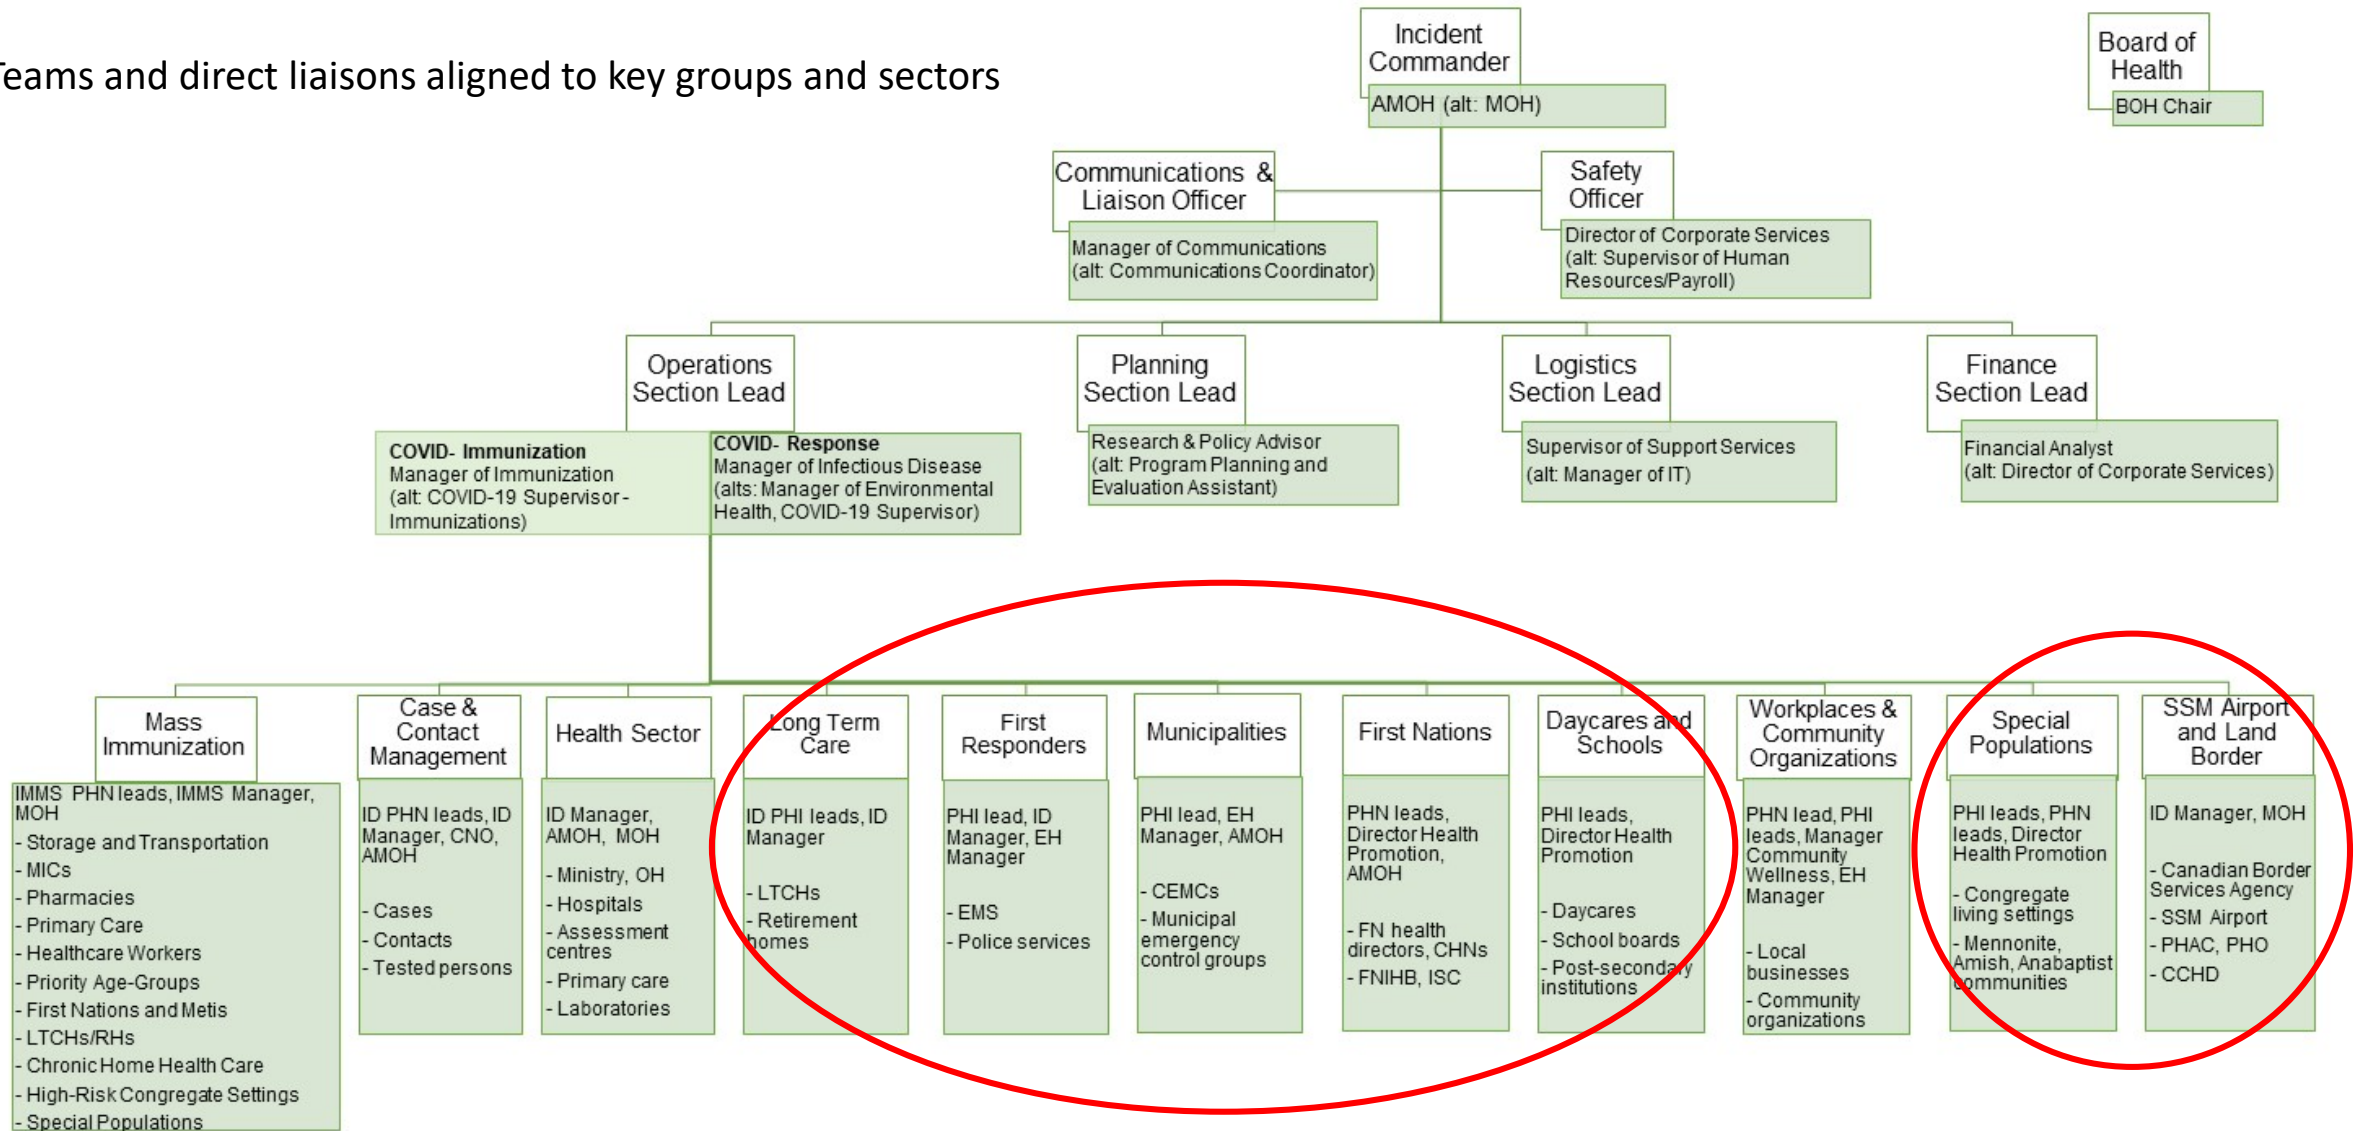 Teams and direct liaisons aligned to key groups and sectors
Incident
Commander
AMOH (alt: MOH)
Board of
Health
BOH Chair
Communications &
Liaison Officer
Manager of Communications
(alt: Communications Coordinator)
Safety
Officer
Director of Corporate Services
(alt: Supervisor of Human
Resources/Payroll)
Operations
Section Lead
COVID- Immunization
Manager of Immunization
(alt: COVID-19 Supervisor -
Immunizations)
COVID- Response
Manager of Infectious Disease
(alts: Manager of Environmental
Health, COVID-19 Supervisor)
Planning
Section Lead
Research & Policy Advisor
(alt: Program Planning and
Evaluation Assistant)
Logistics
Section Lead
Supervisor of Support Services
(alt: Manager of IT)
Finance
Section Lead
Financial Analyst
(alt: Director of Corporate Services)
Mass
Immunization
IMMS PHN leads, IMMS Manager,
MOH
- Storage and Transportation
- MICs
- Pharmacies
- Primary Care
- Healthcare Workers
- Priority Age-Groups
- First Nations and Metis
- LTCHs/RHs
- Chronic Home Health Care
- High-Risk Congregate Settings
- Special Populations
Case &
Contact
Management
ID PHN leads, ID
Manager, CNO,
AMOH
- Cases
- Contacts
- Tested persons
Health Sector
ID Manager,
AMOH, MOH
- Ministry, OH
- Hospitals
- Assessment
centres
- Primary care
- Laboratories
Long Term
Care
ID PHI leads, ID
Manager
- LTCHs
- Retirement
homes
First
Responders
PHI lead, ID
Manager, EH
Manager
- EMS
- Police services
Municipalities
PHI lead, EH
Manager, AMOH
- CEMCs
- Municipal
emergency
control groups
First Nations
PHN leads,
Director Health
Promotion,
AMOH
- FN health
directors, CHNs
- FNIHB, ISC
Daycares and
Schools
PHI leads,
Director Health
Promotion
- Daycares
- School boards
- Post-secondary
institutions
Workplaces &
Community
Organizations
PHN lead, PHI
leads, Manager
Community
Wellness, EH
Manager
- Local
businesses
- Community
organizations
Special
Populations
PHI leads, PHN
leads, Director
Health Promotion
- Congregate
living settings
- Mennonite,
Amish, Anabaptist
communities
SSM Airport
and Land
Border
ID Manager, MOH
- Canadian Border
Services Agency
- SSM Airport
- PHAC, PHO
- CCHD